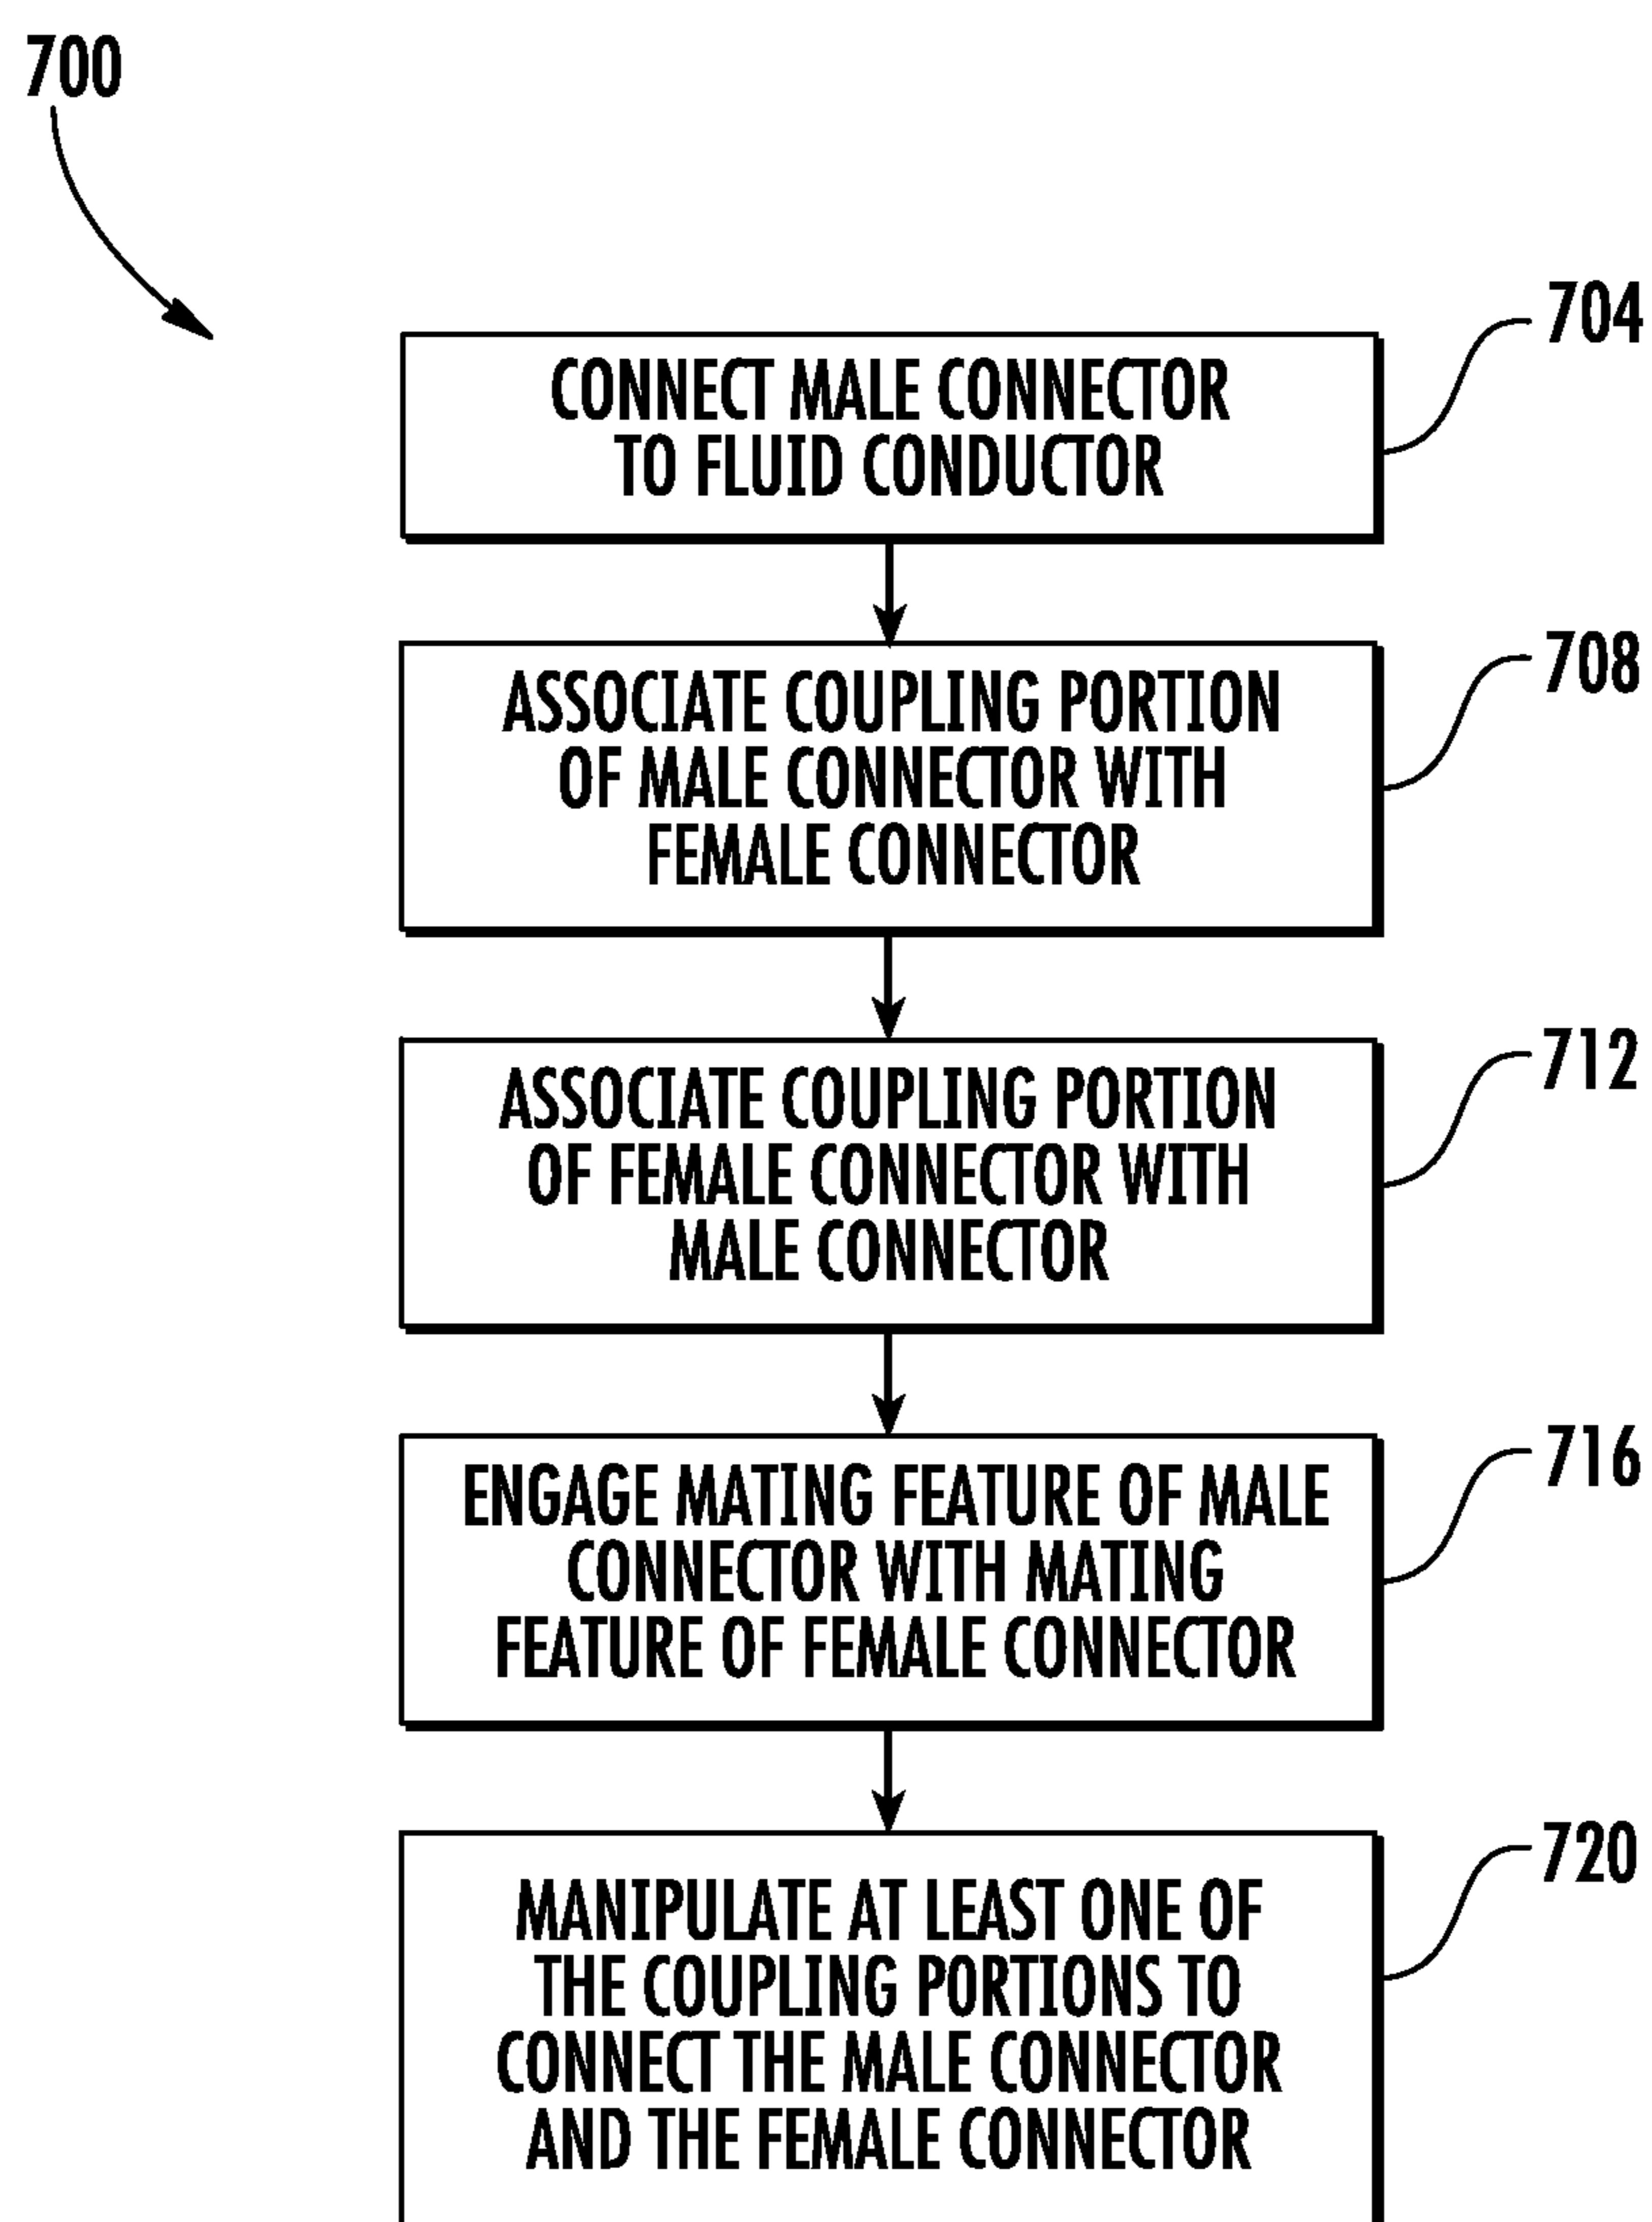 700
704
CONNECT MALE CONNECTOR
TO FLUID CONDUCTOR
708
ASSOCIATE COUPLING PORTION
OF MALE CONNECTOR WITH
FEMALE CONNECTOR
712
ASSOCIATE COUPLING PORTION
OF FEMALE CONNECTOR WITH
MALE CONNECTOR
716
ENGAGE MATING FEATURE OF MALE
CONNECTOR WITH MATING
FEATURE OF FEMALE CONNECTOR
720
MANIPULATE AT LEAST ONE OF
THE COUPLING PORTIONS TO
CONNECT THE MALE CONNECTOR
AND THE FEMALE CONNECTOR